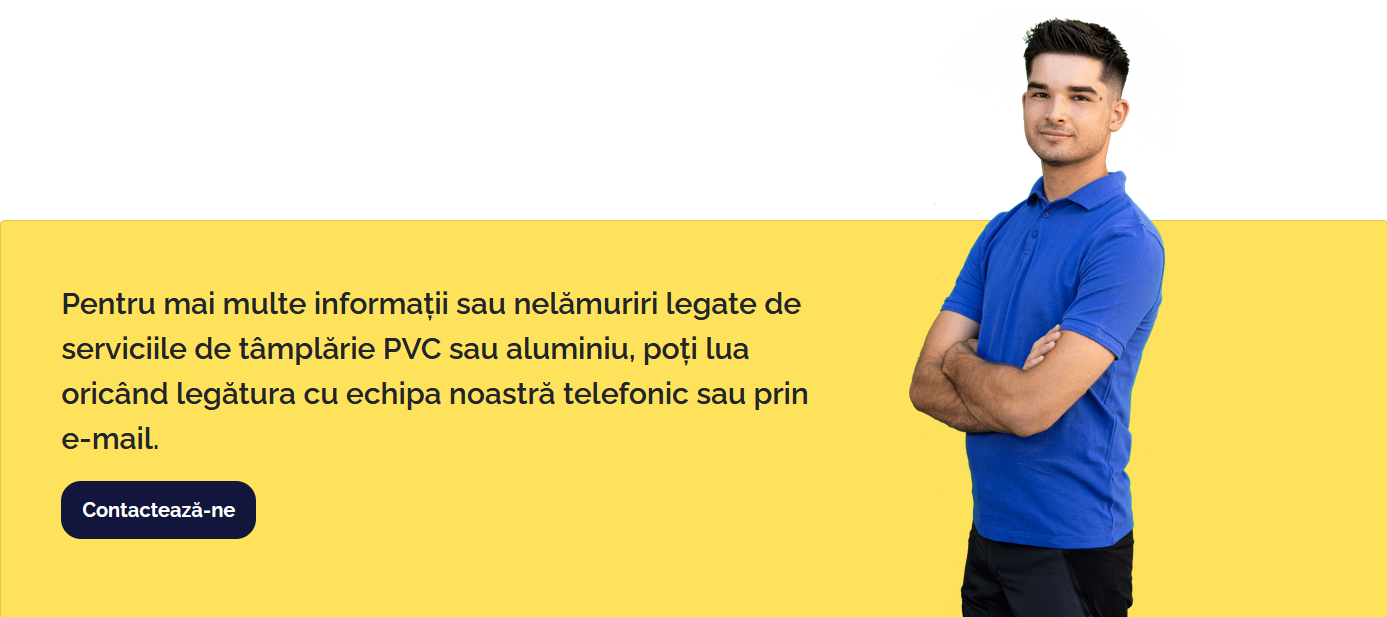 Pentru mai multe informații sau nelămuriri legate de
serviciile de tâmplărie PVC sau aluminiu, poți lua
oricând legătura cu echipa noastră telefonic sau prin
e-mail.
Contactează-ne